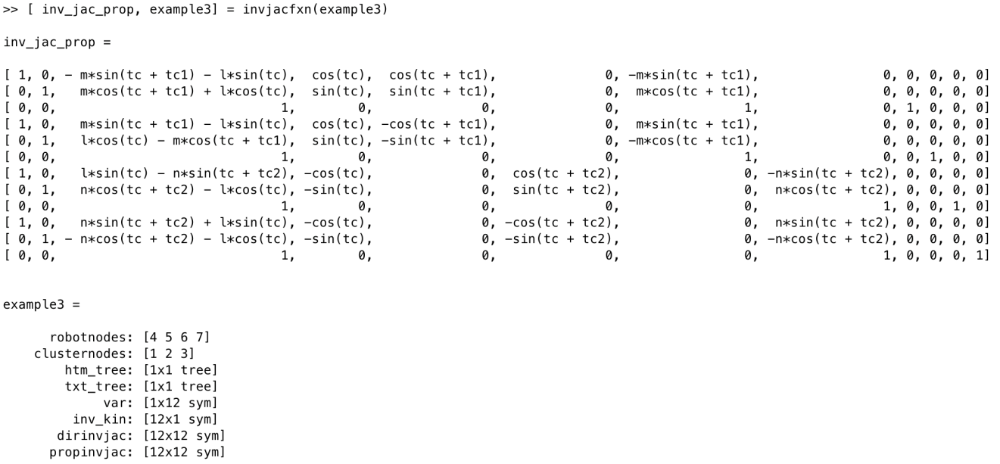 >> [ inv_jac_prop, example3] = invjacfxn(example3)
inv_jac_prop =
[ 1, 0, - m*sin(tc + tc1) - l*sin(tc), cos(tc), cos(tc + tc1), 0, -m*sin(tc + tc1), 0, 0, 0, 0, 0]
[ 0, 1, m*cos(tc + tc1) + l*cos(tc), sin(tc), sin(tc + tc1), 0, m*cos(tc + tc1), 0, 0, 0, 0, 0]
[ 0, 0, 1, 0, 0, 0, 1, 0, 1, 0, 0, 0]
[ 1, 0, m*sin(tc + tc1) - l*sin(tc), cos(tc), -cos(tc + tc1), 0, m*sin(tc + tc1), 0, 0, 0, 0, 0]
[ 0, 1, l*cos(tc) - m*cos(tc + tc1), sin(tc), -sin(tc + tc1), 0, -m*cos(tc + tc1), 0, 0, 0, 0, 0]
[ 0, 0, 1, 0, 0, 0, 1, 0, 0, 1, 0, 0]
[ 1, 0, l*sin(tc) - n*sin(tc + tc2), -cos(tc), 0, cos(tc + tc2), 0, -n*sin(tc + tc2), 0, 0, 0, 0]
[ 0, 1, n*cos(tc + tc2) - l*cos(tc), -sin(tc), 0, sin(tc + tc2), 0, n*cos(tc + tc2), 0, 0, 0, 0]
[ 0, 0, 1, 0, 0, 0, 0, 1, 0, 0, 1, 0]
[ 1, 0, n*sin(tc + tc2) + l*sin(tc), -cos(tc), 0, -cos(tc + tc2), 0, n*sin(tc + tc2), 0, 0, 0, 0]
[ 0, 1, - n*cos(tc + tc2) - l*cos(tc), -sin(tc), 0, -sin(tc + tc2), 0, -n*cos(tc + tc2), 0, 0, 0, 0]
[ 0, 0, 1, 0, 0, 0, 0, 1, 0, 0, 0, 1]
example3 =
robotnodes: [4 5 6 7]
clusternodes: [1 2 3]
htm_tree: [1x1 tree]
txt_tree: [1x1 tree]
var: [1x12 sym]
inv_kin: [12x1 sym]
dirinvjac: [12x12 sym]
propinvjac: [12x12 sym]